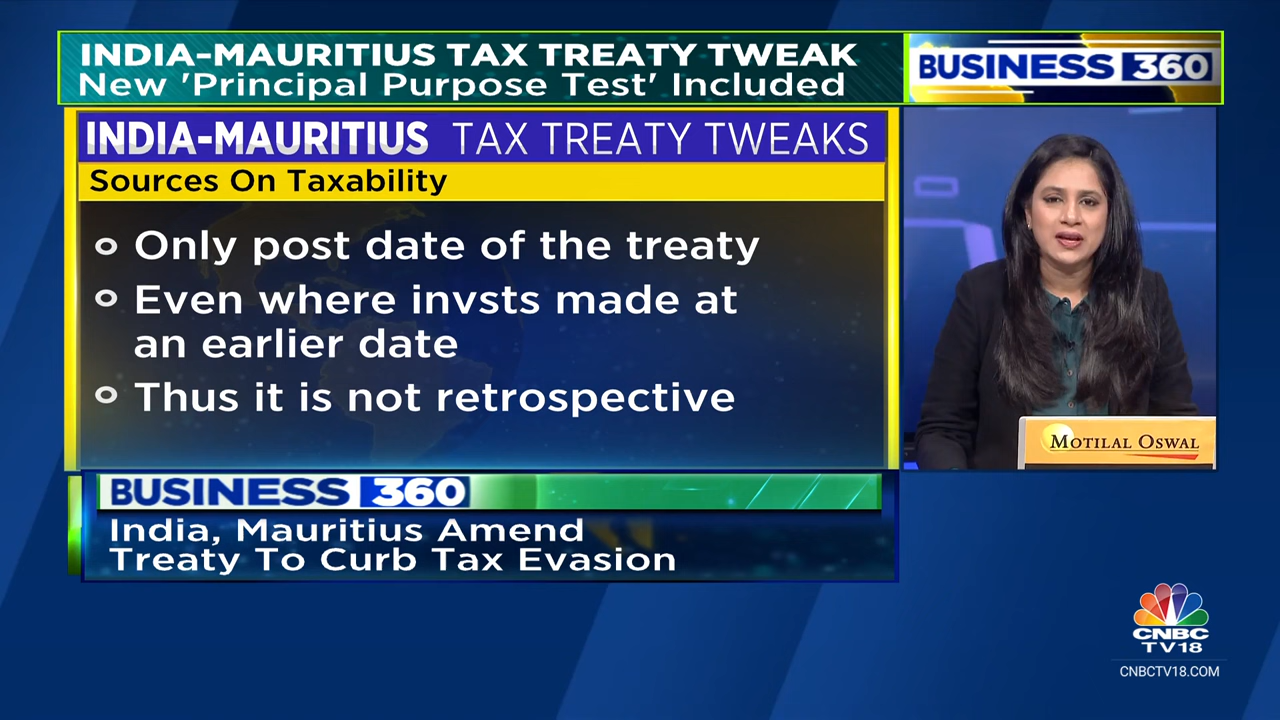 INDIA-MAURITIUS TAX TREATY TWEAK
New 'Principal Purpose Test' Included
BUSINESS 360
INDIA-MAURITIUS TAX TREATY TWEAKS
Sources On Taxability
Only post date of the treaty
Even where invsts made at
an earlier date
Thus it is not retrospective
MOTILAL OSWAL
BUSINESS 360
India, Mauritius Amend
Treaty To Curb Tax Evasion
CNBC
TV18
CNBCTV18.COM